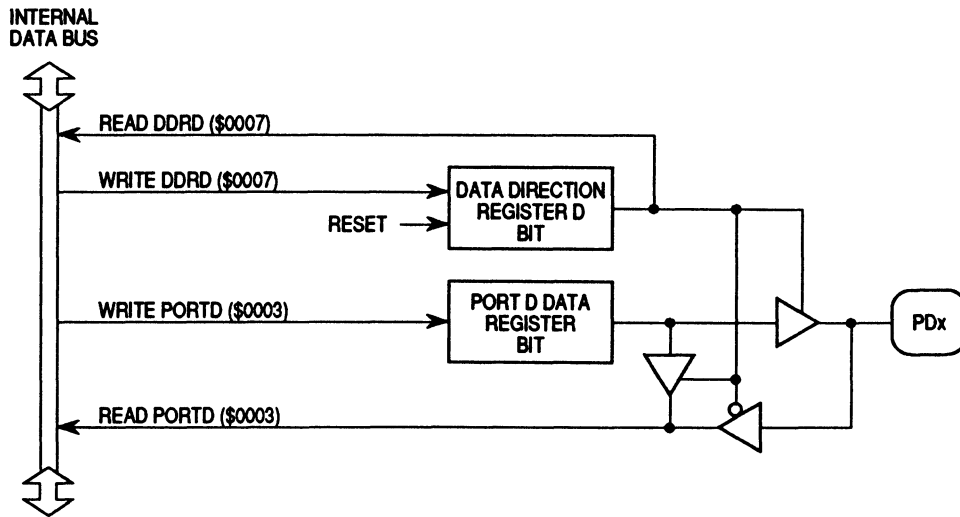 INTERNAL
DATA BUS
READ DDRD ($0007)
WRITE DDRD ($0007)
RESET
DATA DIRECTION
REGISTER D
BIT
WRITE PORTD ($0003)
PORT D DATA
REGISTER
BIT
PDx
READ PORTD ($0003)